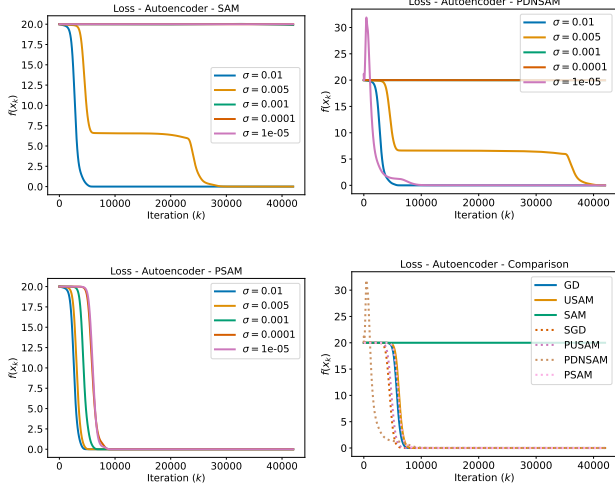 Loss - Autoencoder - SAM
20.0
17.5
15.0
12.5
10.0
7.5
5.0
2.5
0.0
f(x_k)
σ = 0.01
σ = 0.005
σ = 0.001
σ = 0.0001
σ = 1e-05
0 10000 20000 30000 40000
Iteration (k)
Loss - Autoencoder - PDNSAM
30
25
20
15
10
5
0
f(x_k)
σ = 0.01
σ = 0.005
σ = 0.001
σ = 0.0001
σ = 1e-05
0 10000 20000 30000 40000
Iteration (k)
Loss - Autoencoder - PSAM
20.0
17.5
15.0
12.5
10.0
7.5
5.0
2.5
0.0
f(x_k)
σ = 0.01
σ = 0.005
σ = 0.001
σ = 0.0001
σ = 1e-05
0 10000 20000 30000 40000
Iteration (k)
Loss - Autoencoder - Comparison
30
25
20
15
10
5
0
f(x_k)
GD
USAM
SAM
SGD
PUSAM
PDNSAM
PSAM
0 10000 20000 30000 40000
Iteration (k)